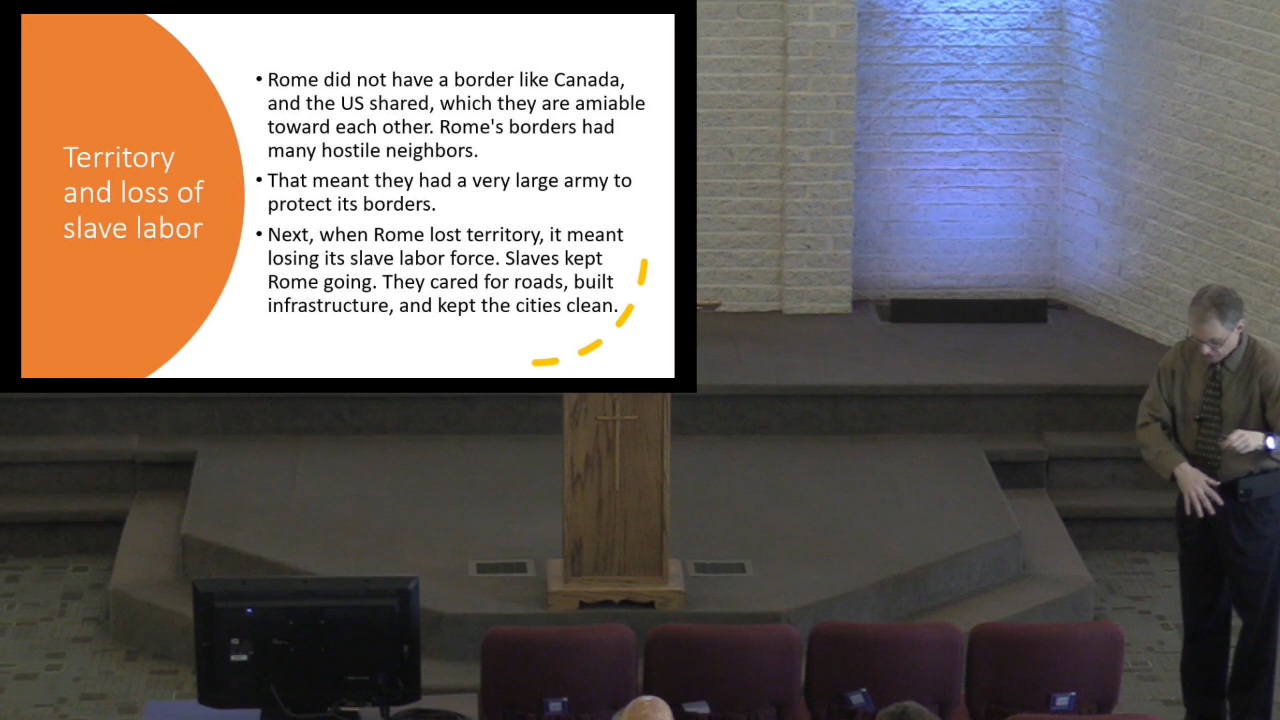 Territory
and loss of
slave labor
• Rome did not have a border like Canada,
and the US shared, which they are amiable
toward each other. Rome's borders had
many hostile neighbors.
• That meant they had a very large army to
protect its borders.
• Next, when Rome lost territory, it meant
losing its slave labor force. Slaves kept
Rome going. They cared for roads, built
infrastructure, and kept the cities clean.